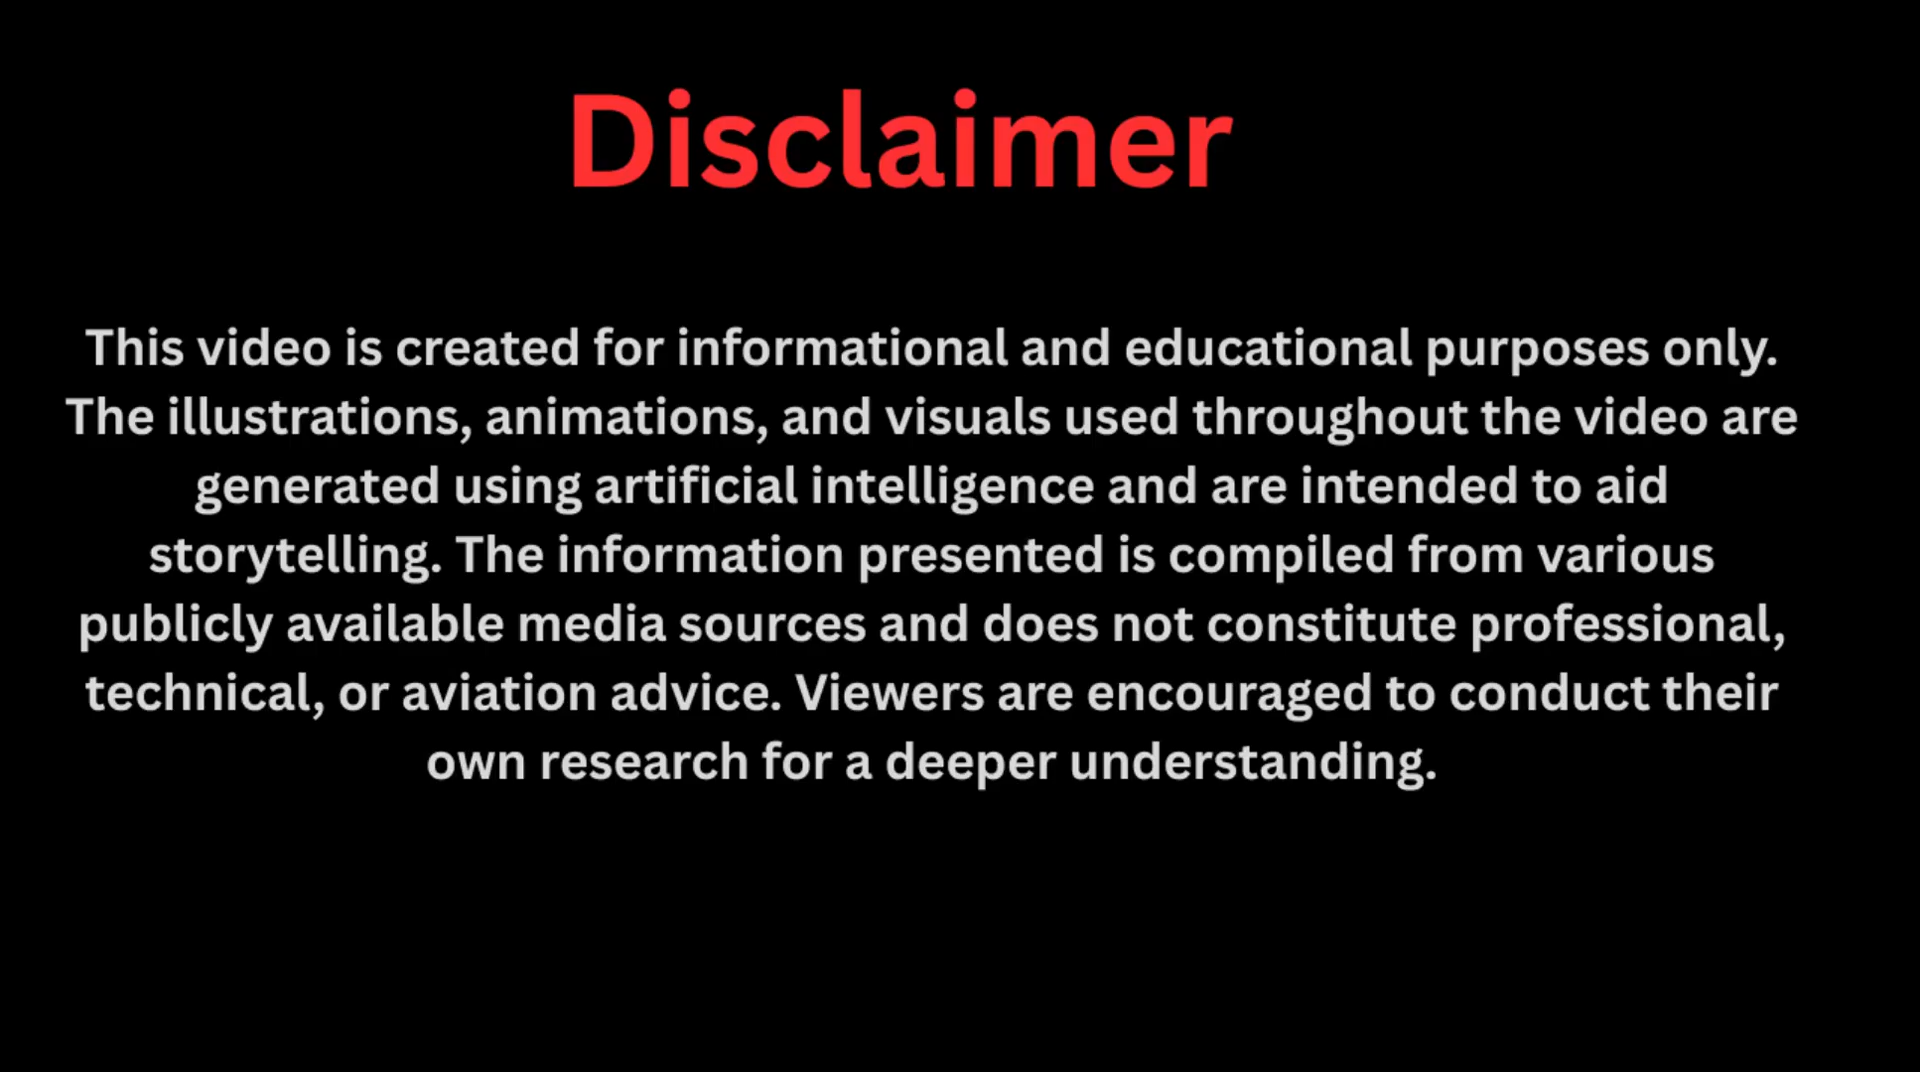 Disclaimer
This video is created for informational and educational purposes only.
The illustrations, animations, and visuals used throughout the video are
generated using artificial intelligence and are intended to aid
storytelling. The information presented is compiled from various
publicly available media sources and does not constitute professional,
technical, or aviation advice. Viewers are encouraged to conduct their
own research for a deeper understanding.